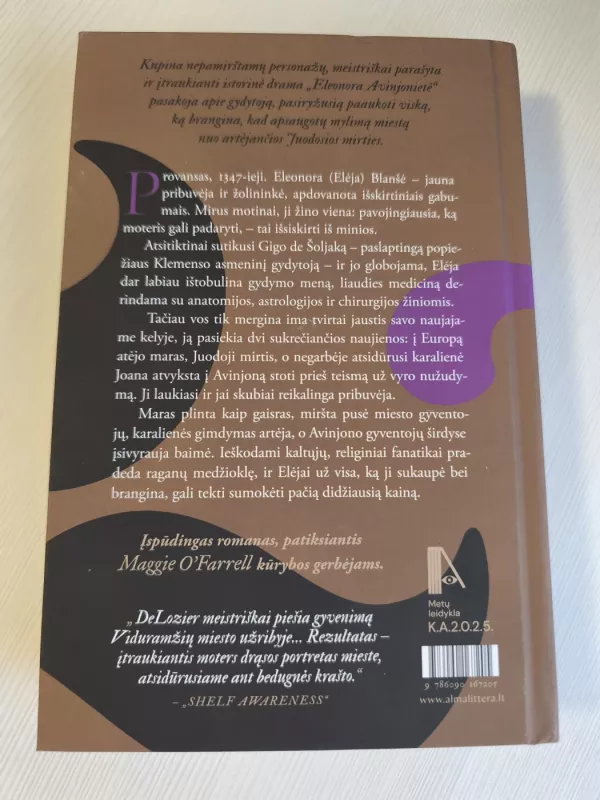 Kupina nepamirštamų personažų, meistriškai parašyta
ir įtraukianti istorinė drama „Eleonora Avinjonietė“
pasakoja apie gydytoją, pasiryžusią paaukoti viską,
ką brangina, kad apsaugotų mylimą miestą
nuo artėjančios Juodosios mirties.
Provansas, 1347-ieji. Eleonora (Elėja) Blanšė – jauna
pribuvėja ir žolininkė, apdovanota išskirtiniais gabu-
mais. Mirus motinai, ji žino viena: pavojingiausia, ką
moteris gali padaryti, – tai išsiskirti iš minios.
Atsitiktinai sutikusi Gigo de Šoljaką – paslaptingą popie-
žiaus Klemenso asmeninį gydytoją – ir jo globojama, Elėja
dar labiau ištobulina gydymo meną, liaudies mediciną de-
rindama su anatomijos, astrologijos ir chirurgijos žiniomis.
Tačiau vos tik mergina ima tvirtai jaustis savo naujaja-
me kelyje, ją pasiekia dvi sukrečiančios naujienos: į Europą
atėjo maras, Juodoji mirtis, o negarbėje atsidūrusi karalienė
Joana atvyksta į Avinjoną stoti prieš teismą už vyro nužudy-
mą. Ji laukiasi ir jai skubiai reikalinga pribuvėja.
Maras plinta kaip gaisras, miršta pusė miesto gyvento-
jų, karalienės gimdymas artėja, o Avinjono gyventojų širdyse
įsivyrauja baimė. Ieškodami kaltųjų, religiniai fanatikai pra-
deda raganų medžioklę, ir Elėjai už visa, ką ji sukaupė bei
brangina, gali tekti sumokėti pačią didžiausią kainą.
Įspūdingas romanas, patiksiantis
Maggie O’Farrell kūrybos gerbėjams.
„DeLozier meistriškai piešia gyvenimą
Viduramžių miesto užribyje... Rezultatas –
įtraukiantis moters drąsos portretas mieste,
atsidūrusiame ant bedugnės krašto.“
– „SHELF AWARENESS“
Metų
leidykla
K.A.2.0.2.5.
9 786090 167205
www.almalittera.lt